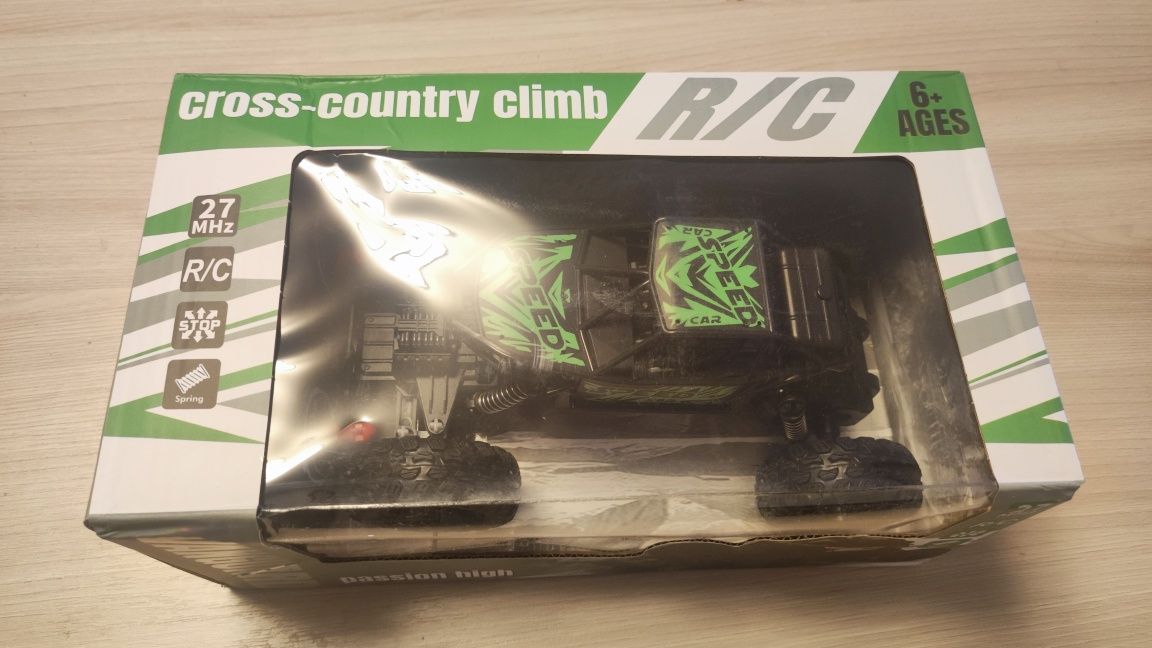 cross-country climb
R/C
6+
AGES
27
MHz
R/C
STOP
Spring
SPEED
CAR
SPEED
CAR
passion high